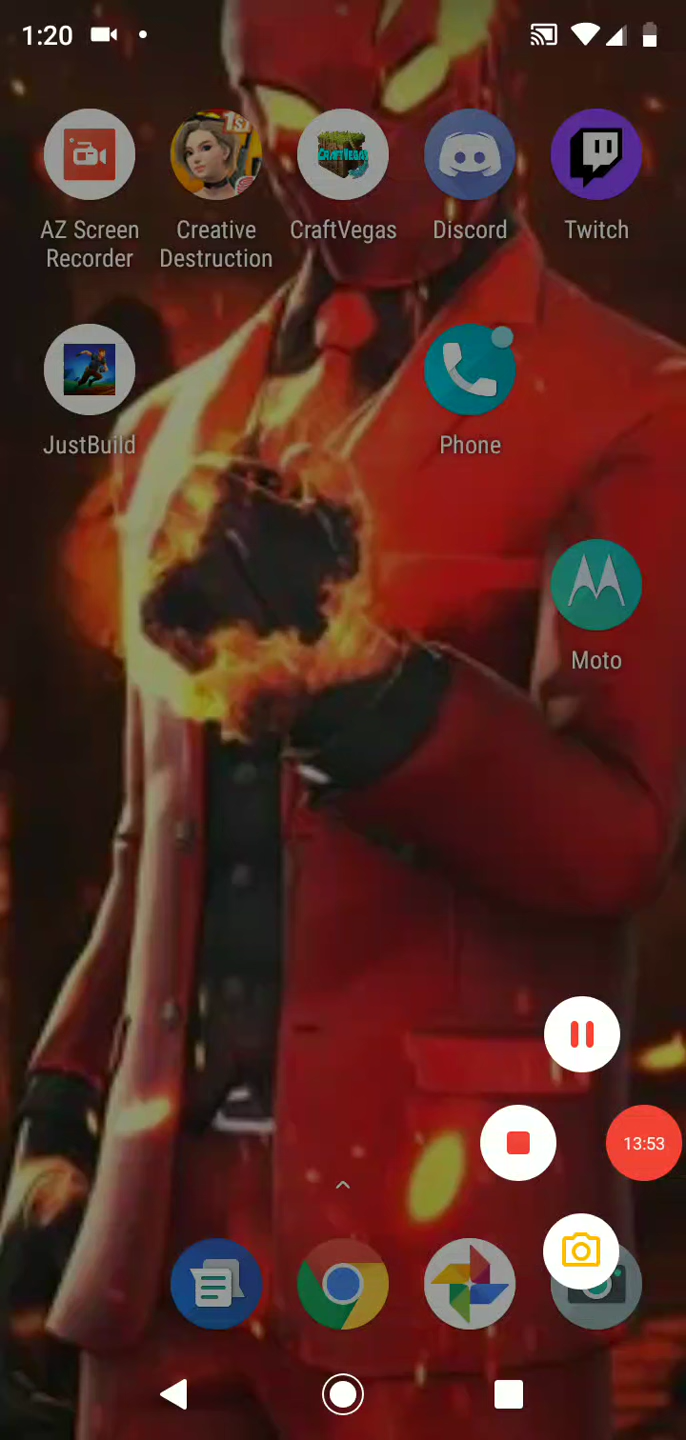 1:20
AZ Screen
Recorder
Creative
Destruction
CraftVegas
Discord
Twitch
JustBuild
Phone
Moto
13:53